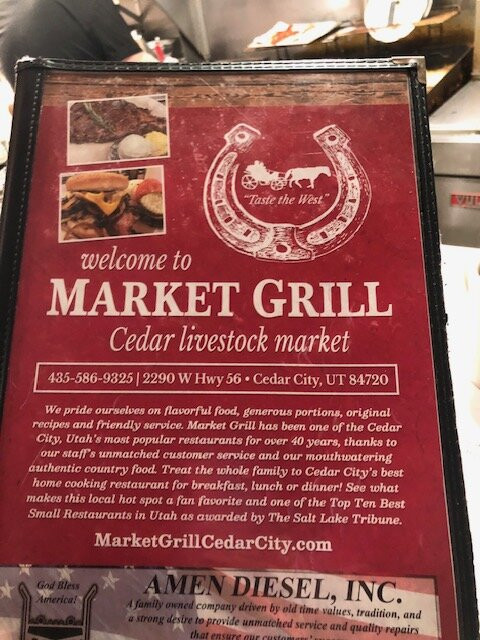 "Taste the West"
welcome to
MARKET GRILL
Cedar livestock market
435-586-9325 | 2290 W Hwy 56 • Cedar City, UT 84720
We pride ourselves on flavorful food, generous portions, original
recipes and friendly service. Market Grill has been one of the Cedar
City, Utah's most popular restaurants for over 40 years, thanks to
our staff's unmatched customer service and our mouthwatering
authentic country food. Treat the whole family to Cedar City's best
home cooking restaurant for breakfast, lunch or dinner! See what
makes this local hot spot a fan favorite and one of the Top Ten Best
Small Restaurants in Utah as awarded by The Salt Lake Tribune.
MarketGrillCedarCity.com
God Bless
America!
AMEN DIESEL, INC.
A family owned company driven by old time values, tradition, and
a strong desire to provide unmatched service and quality repairs
that ensure our customers'